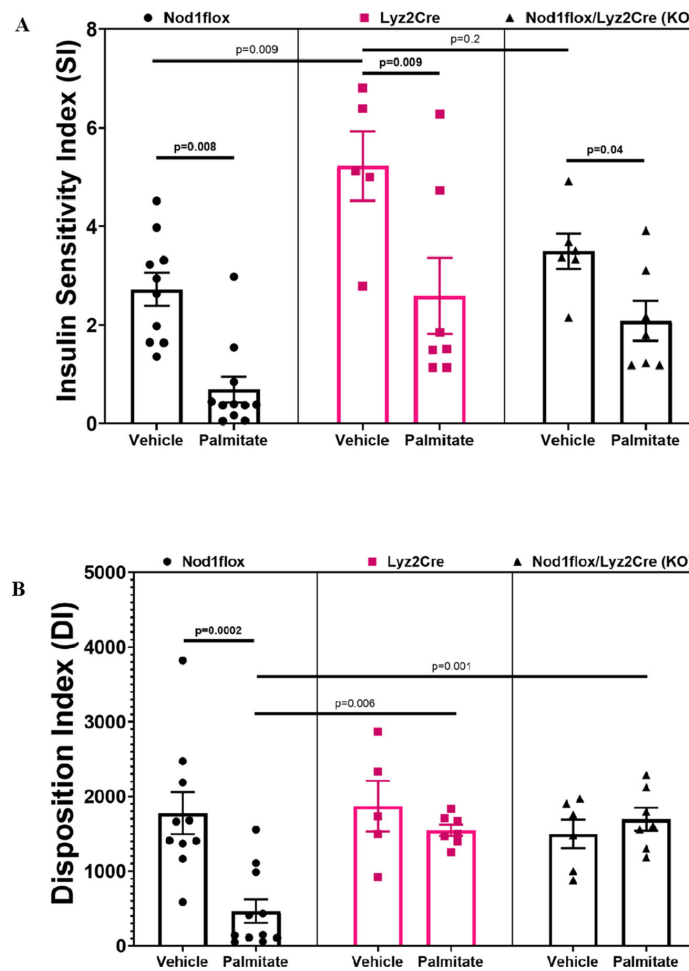 A
Nod1flox
Lyz2Cre
Nod1flox/Lyz2Cre (KO
Insulin Sensitivity Index (SI)
8
6
4
2
0
p=0.009
p=0.2
p=0.008
p=0.009
p=0.04
Vehicle Palmitate Vehicle Palmitate Vehicle Palmitate
B
Nod1flox
Lyz2Cre
Nod1flox/Lyz2Cre (KO
Disposition Index (DI)
5000
4000
3000
2000
1000
0
p=0.0002
p=0.001
p=0.006
Vehicle Palmitate Vehicle Palmitate Vehicle Palmitate